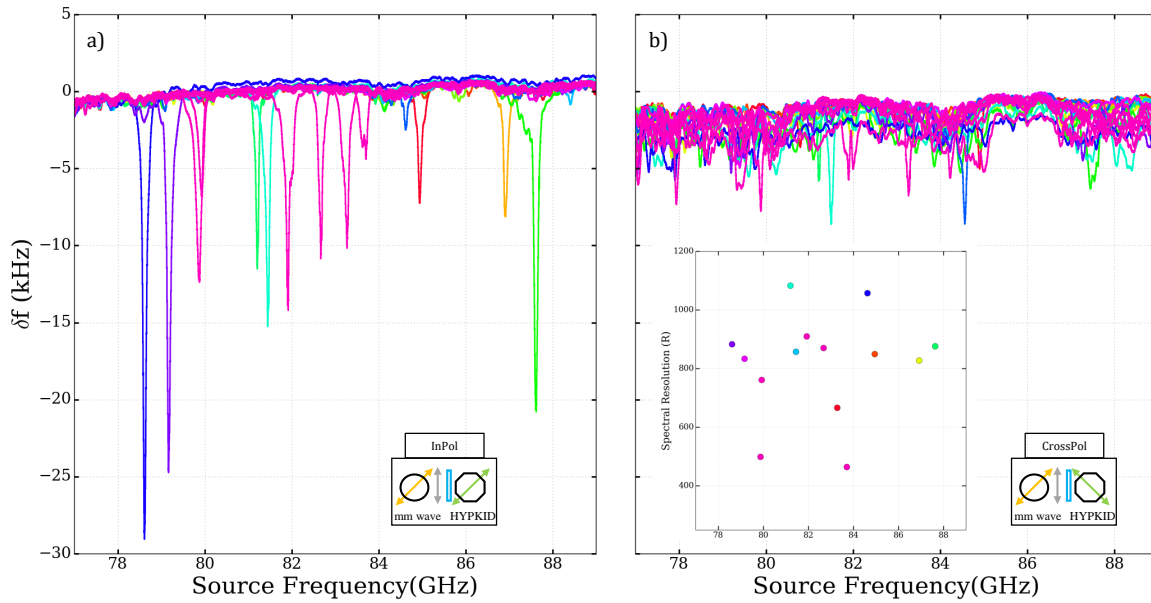 a)
5
0
−5
−10
−15
−20
−25
−30
δf (kHz)
78 80 82 84 86 88
Source Frequency(GHz)
InPol
mm wave HYPKID
b)
1200
1000
800
600
400
Spectral Resolution (R)
78 80 82 84 86 88
CrossPol
mm wave HYPKID
78 80 82 84 86 88
Source Frequency(GHz)